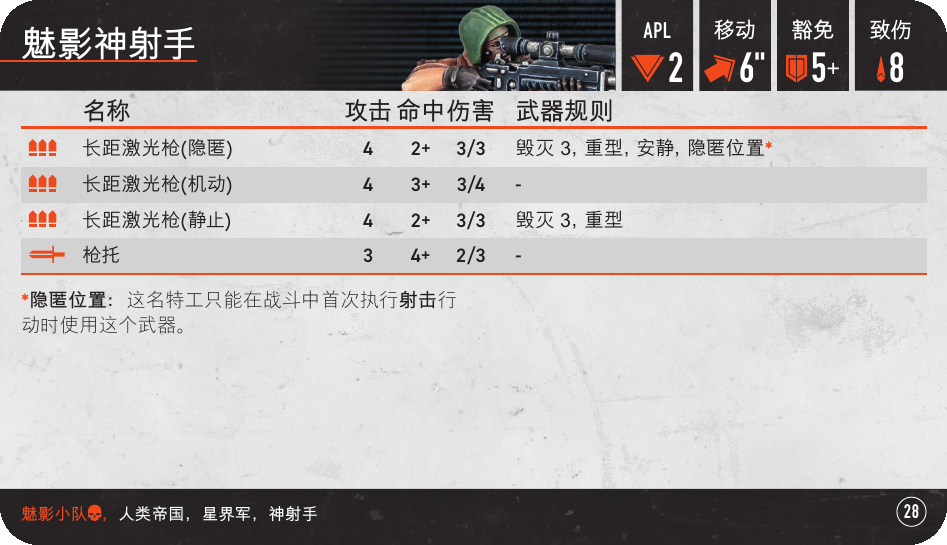 魅影神射手
APL 移动 豁免 致伤
2 6" 5+ 8
名称 攻击 命中 伤害 武器规则
长距激光枪(隐匿) 4 2+ 3/3 毁灭 3, 重型, 安静, 隐匿位置*
长距激光枪(机动) 4 3+ 3/4 -
长距激光枪(静止) 4 2+ 3/3 毁灭 3, 重型
枪托 3 4+ 2/3 -
*隐匿位置：这名特工只能在战斗中首次执行射击行
动时使用这个武器。
魅影小队, 人类帝国, 星界军, 神射手
28